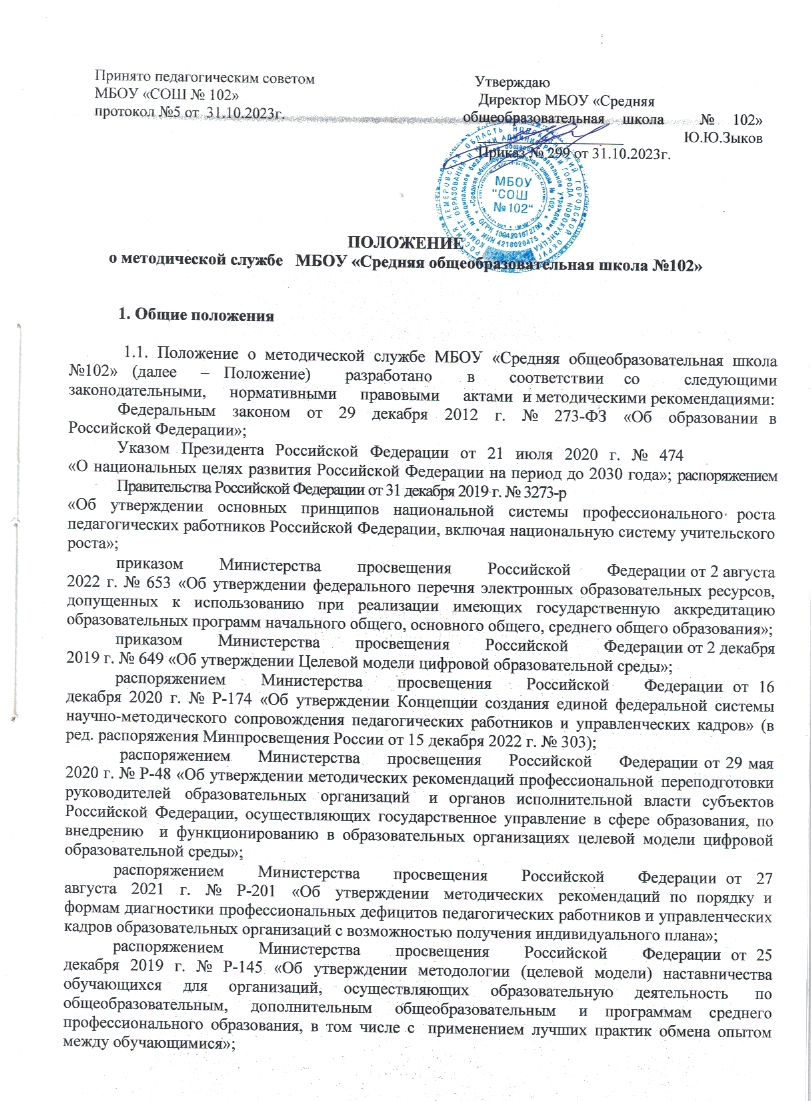 Принято педагогическим советом
МБОУ «СОШ № 102»
протокол №5 от 31.10.2023г.
Утверждаю
Директор МБОУ «Средняя
общеобразовательная школа № 102»
Ю.Ю.Зыков
Приказ № 299 от 31.10.2023г.
МБОУ
"СОШ
№102"
ПОЛОЖЕНИЕ
о методической службе МБОУ «Средняя общеобразовательная школа №102»
1. Общие положения
1.1. Положение о методической службе МБОУ «Средняя общеобразовательная школа
№102» (далее – Положение) разработано в соответствии со следующими
законодательными, нормативными правовыми актами и методическими рекомендациями:
Федеральным законом от 29 декабря 2012 г. № 273-ФЗ «Об образовании в
Российской Федерации»;
Указом Президента Российской Федерации от 21 июля 2020 г. № 474
«О национальных целях развития Российской Федерации на период до 2030 года»; распоряжением
Правительства Российской Федерации от 31 декабря 2019 г. № 3273-р
«Об утверждении основных принципов национальной системы профессионального роста
педагогических работников Российской Федерации, включая национальную систему учительского
роста»;
приказом Министерства просвещения Российской Федерации от 2 августа
2022 г. № 653 «Об утверждении федерального перечня электронных образовательных ресурсов,
допущенных к использованию при реализации имеющих государственную аккредитацию
образовательных программ начального общего, основного общего, среднего общего образования»;
приказом Министерства просвещения Российской Федерации от 2 декабря
2019 г. № 649 «Об утверждении Целевой модели цифровой образовательной среды»;
распоряжением Министерства просвещения Российской Федерации от 16
декабря 2020 г. № Р-174 «Об утверждении Концепции создания единой федеральной системы
научно-методического сопровождения педагогических работников и управленческих кадров» (в
ред. распоряжения Минпросвещения России от 15 декабря 2022 г. № 303);
распоряжением Министерства просвещения Российской Федерации от 29 мая
2020 г. № Р-48 «Об утверждении методических рекомендаций профессиональной переподготовки
руководителей образовательных организаций и органов исполнительной власти субъектов
Российской Федерации, осуществляющих государственное управление в сфере образования, по
внедрению и функционированию в образовательных организациях целевой модели цифровой
образовательной среды»;
распоряжением Министерства просвещения Российской Федерации от 27
августа 2021 г. № Р-201 «Об утверждении методических рекомендаций по порядку и
формам диагностики профессиональных дефицитов педагогических работников и управленческих
кадров образовательных организаций с возможностью получения индивидуального плана»;
распоряжением Министерства просвещения Российской Федерации от 25
декабря 2019 г. № Р-145 «Об утверждении методологии (целевой модели) наставничества
обучающихся для организаций, осуществляющих образовательную деятельность по
общеобразовательным, дополнительным общеобразовательным и программам среднего
профессионального образования, в том числе с применением лучших практик обмена опытом
между обучающимися»;